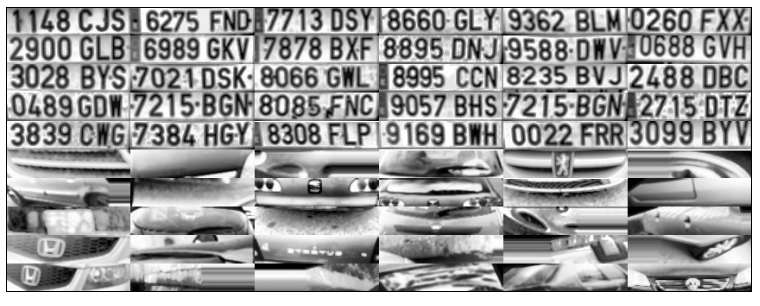 1148 CJS 6275 FND 7713 DSY 8660 GLY 9362 BLM 0260 FXX
2900 GLB 6989 GKV 7878 BXF 8895 DNJ 9588 DWV 0688 GVH
3028 BYS 7021 DSK 8066 GWL 8995 CCN 8235 BVJ 2488 DBC
0489 GDW 7215 BGN 8085 FNC 9057 BHS 7215 BGN 2715 DTZ
3839 CWG 7384 HGY 8308 FLP 9169 BWH 0022 FRR 3099 BYV
STRATUS